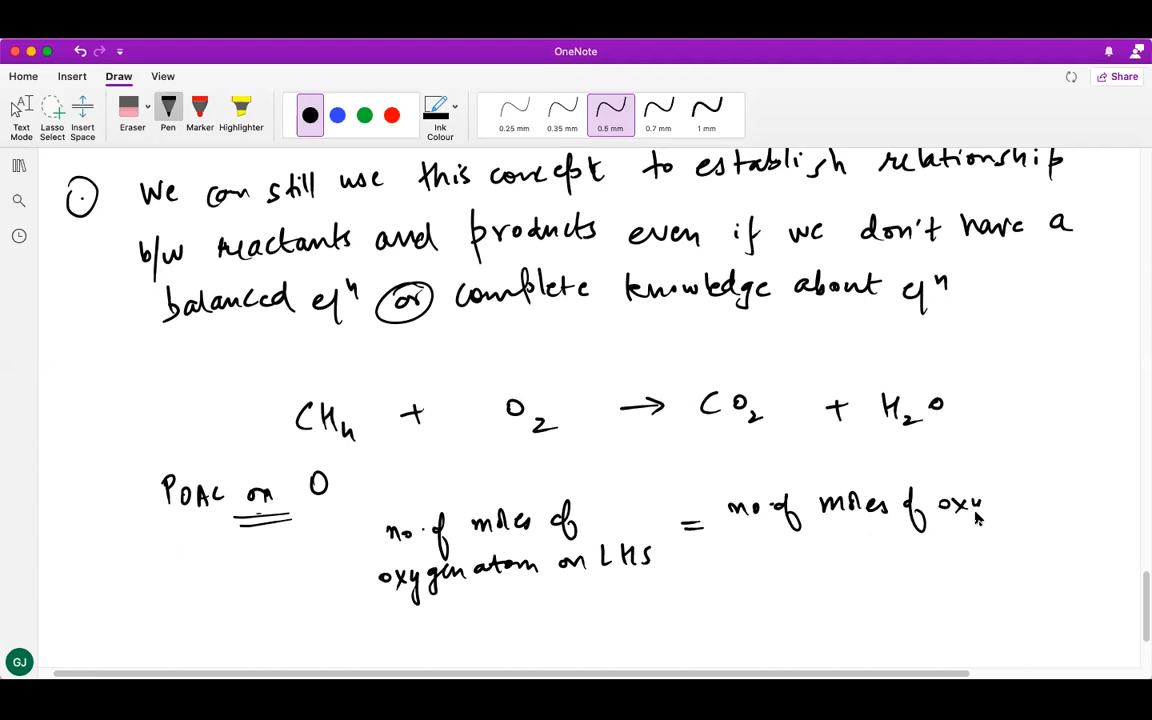 OneNote
Home Insert Draw View
Share
Text Mode
Lasso Select
Insert Space
Eraser
Pen
Marker
Highlighter
Ink Colour
0.25 mm
0.35 mm
0.5 mm
0.7 mm
1 mm
We can still use this concept to establish relationship
b/w reactants and products even if we don't have a
balanced eqⁿ or complete knowledge about eqⁿ
CH₄ + O₂ → CO₂ + H₂O
POAC on O
no. of moles of
oxygen atom on LHS
= no. of moles of oxy
GJ